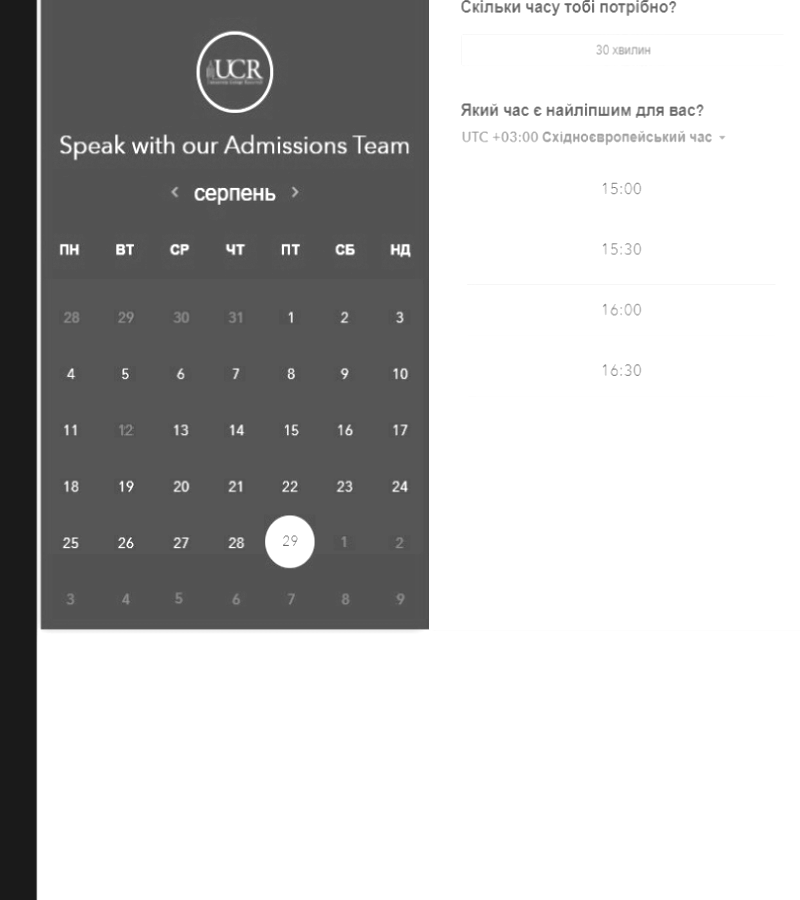 UCR
Speak with our Admissions Team
серпень
ПН ВТ СР ЧТ ПТ СБ НД
28 29 30 31 1 2 3
4 5 6 7 8 9 10
11 12 13 14 15 16 17
18 19 20 21 22 23 24
25 26 27 28 29 1 2
3 4 5 6 7 8 9
Скільки часу тобі потрібно?
30 хвилин
Який час є найліпшим для вас?
UTC +03:00 Східноєвропейський час
15:00
15:30
16:00
16:30